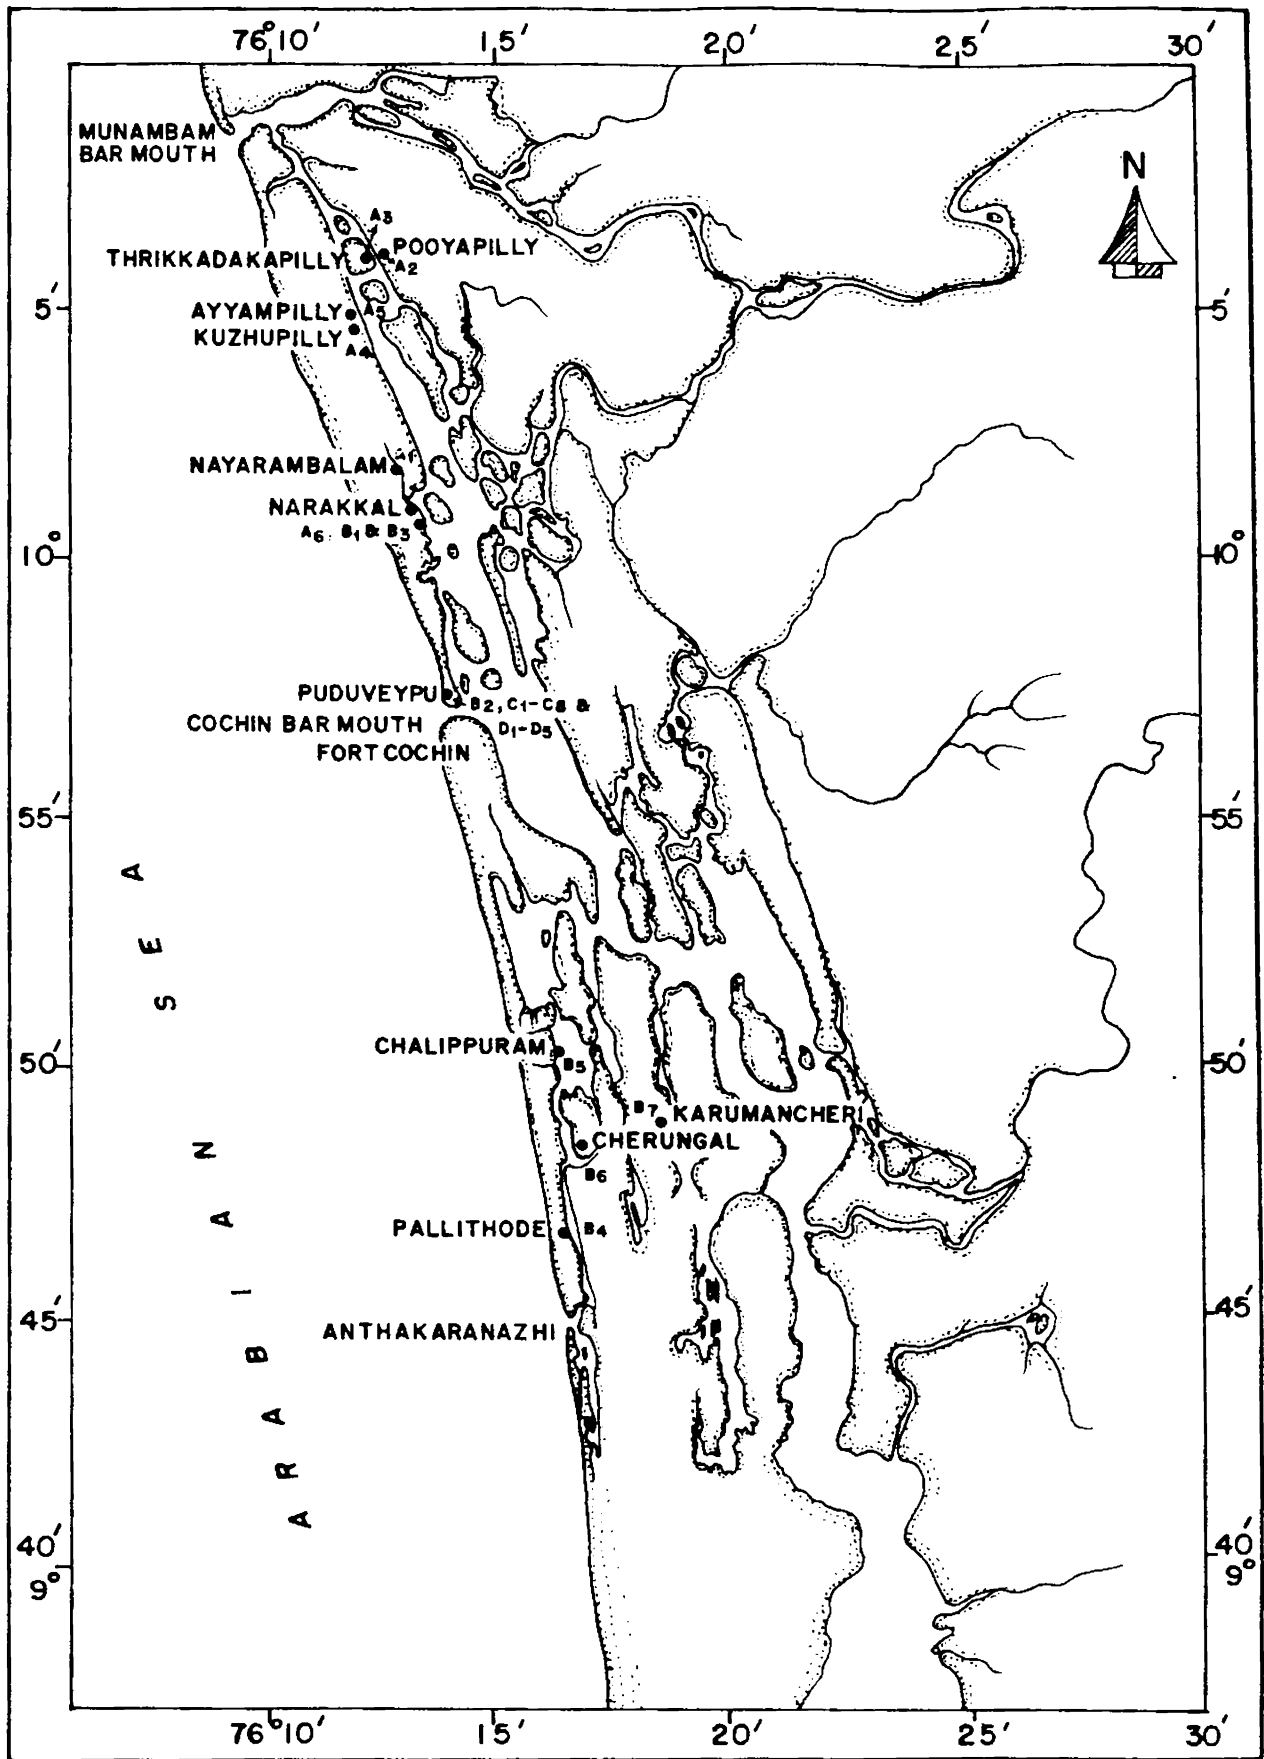 76°10′ 15′ 20′ 25′ 30′
MUNAMBAM
BAR MOUTH
N
A3
POOYAPILLY
THRIKKADAKAPILLY
A2
5′ 5′
AYYAMPILLY A5
KUZHUPILLY
A4
NAYARAMBALAM A1
NARAKKAL
A6, B1 & B3
10° 10°
PUDUVEYPU
B2, C1-C8 &
COCHIN BAR MOUTH D1-D5
FORT COCHIN
55′ 55′
CHALIPPURAM
50′ 50′
B5
B7 KARUMANCHERI
CHERUNGAL
B6
PALLITHODE B4
45′ 45′
ANTHAKARANAZHI
ARABIAN SEA
40′ 40′
9° 9°
76°10′ 15′ 20′ 25′ 30′